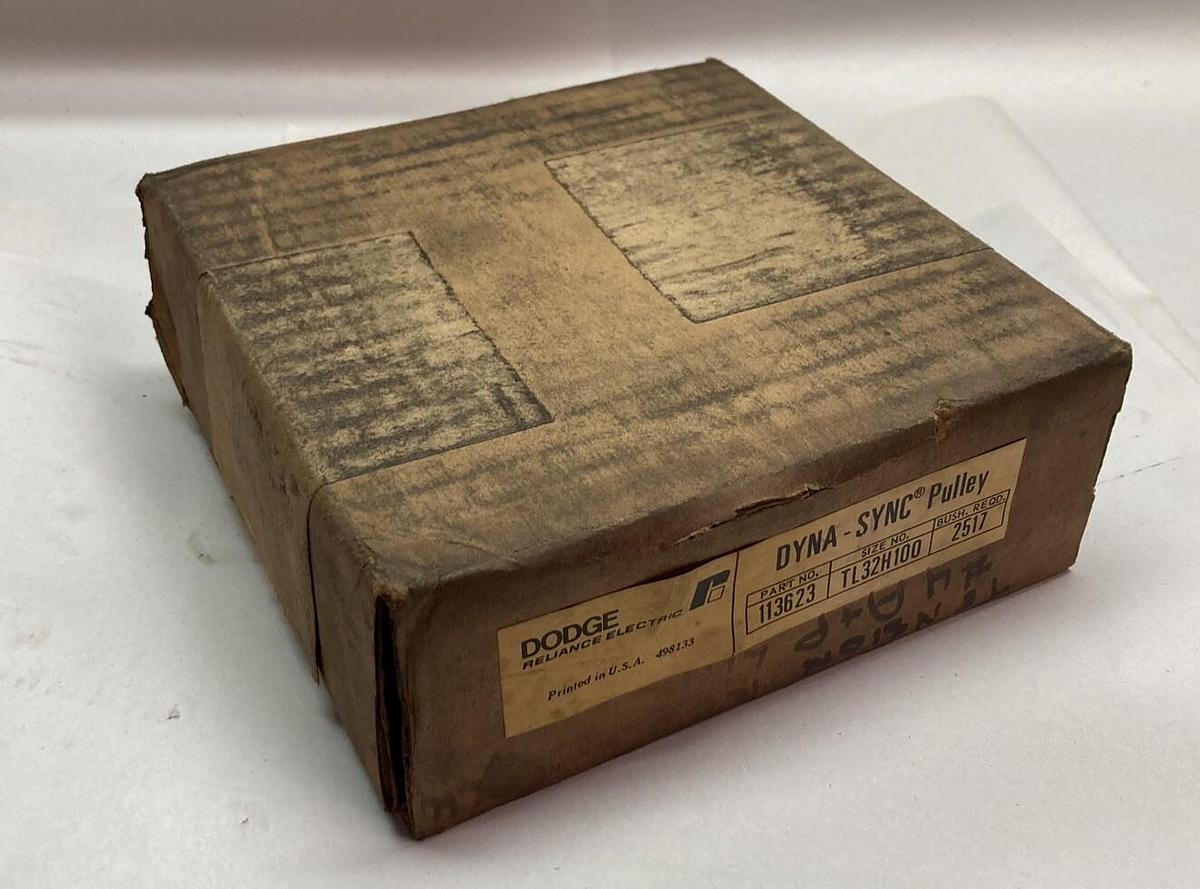 DODGE
RELIANCE ELECTRIC
Printed in U.S.A. 498133
DYNA-SYNC® Pulley
PART NO. SIZE NO. BUSH. REQD.
113623 TL32H100 2517